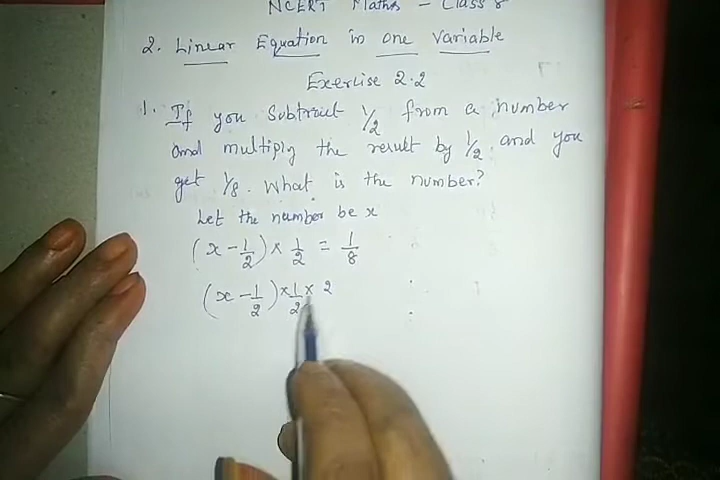 NCERT Maths - Class 8
2. Linear Equation in one Variable
Exercise 2.2
1. If you Subtract 1/2 from a number
and multiply the result by 1/2 and you
get 1/8. What is the number?
Let the number be x
(x - 1/2) × 1/2 = 1/8
(x - 1/2) × 1/2 × 2